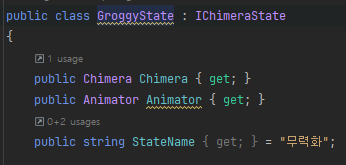 public class GroggyState : IChimeraState
{
1 usage
public Chimera Chimera { get; }
public Animator Animator { get; }
0+2 usages
public string StateName { get; } = "무력화";